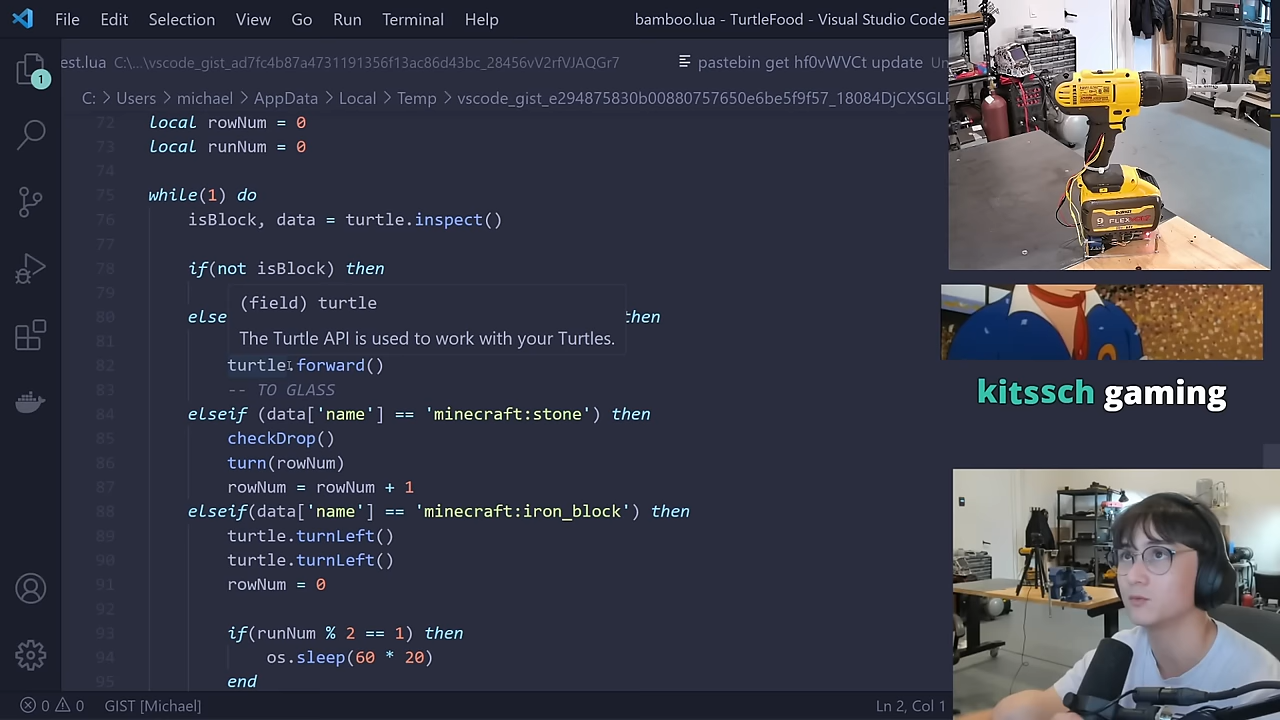 File Edit Selection View Go Run Terminal Help bamboo.lua - TurtleFood - Visual Studio Code
est.lua C:\...\vscode_gist_ad7fc4b87a4731191356f13ac86d43bc_28456vV2rfVJAQGr7 pastebin get hf0vWVCt update
C: > Users > michael > AppData
72 local rowNum = 0
73 local runNum = 0
74
75 while(1) do
76 isBlock, data = turtle.inspect()
77
78 if(not isBlock) then
79 (field) turtle
80 else then
81 The Turtle API is used to work with your Turtles.
82 turtle.forward()
83 -- TO GLASS
84 elseif (data['name'] == 'minecraft:stone') then
85 checkDrop()
86 turn(rowNum)
87 rowNum = rowNum + 1
88 elseif(data['name'] == 'minecraft:iron_block') then
89 turtle.turnLeft()
90 turtle.turnLeft()
91 rowNum = 0
92
93 if(runNum % 2 == 1) then
94 os.sleep(60 * 20)
95 end
0 0 GIST [Michael] Ln 2, Col 1
1
9 FLEX
kitssch gaming